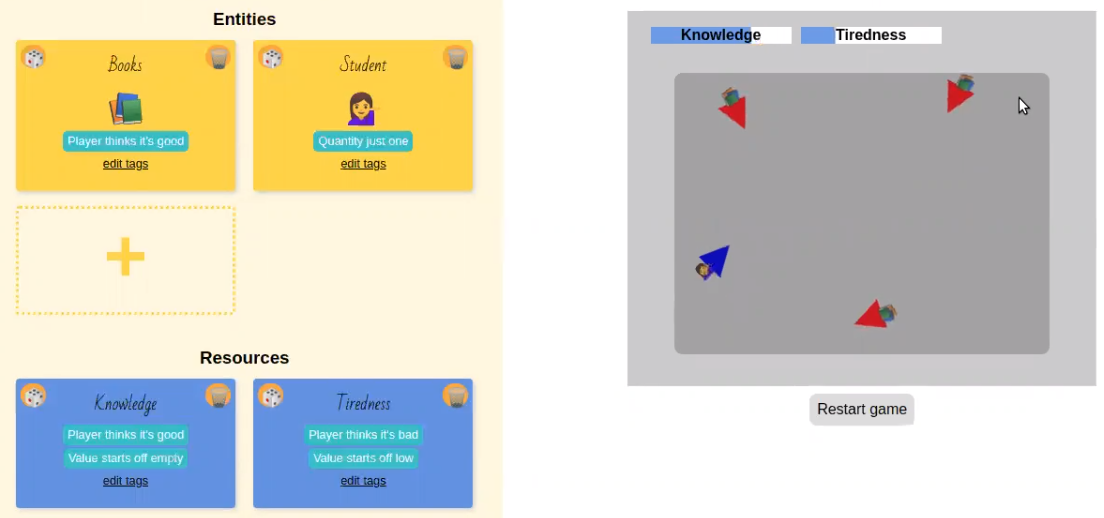 Entities
Books
Player thinks it's good
edit tags
Student
Quantity just one
edit tags
+
Resources
Knowledge
Player thinks it's good
Value starts off empty
edit tags
Tiredness
Player thinks it's bad
Value starts off low
edit tags
Knowledge
Tiredness
Restart game